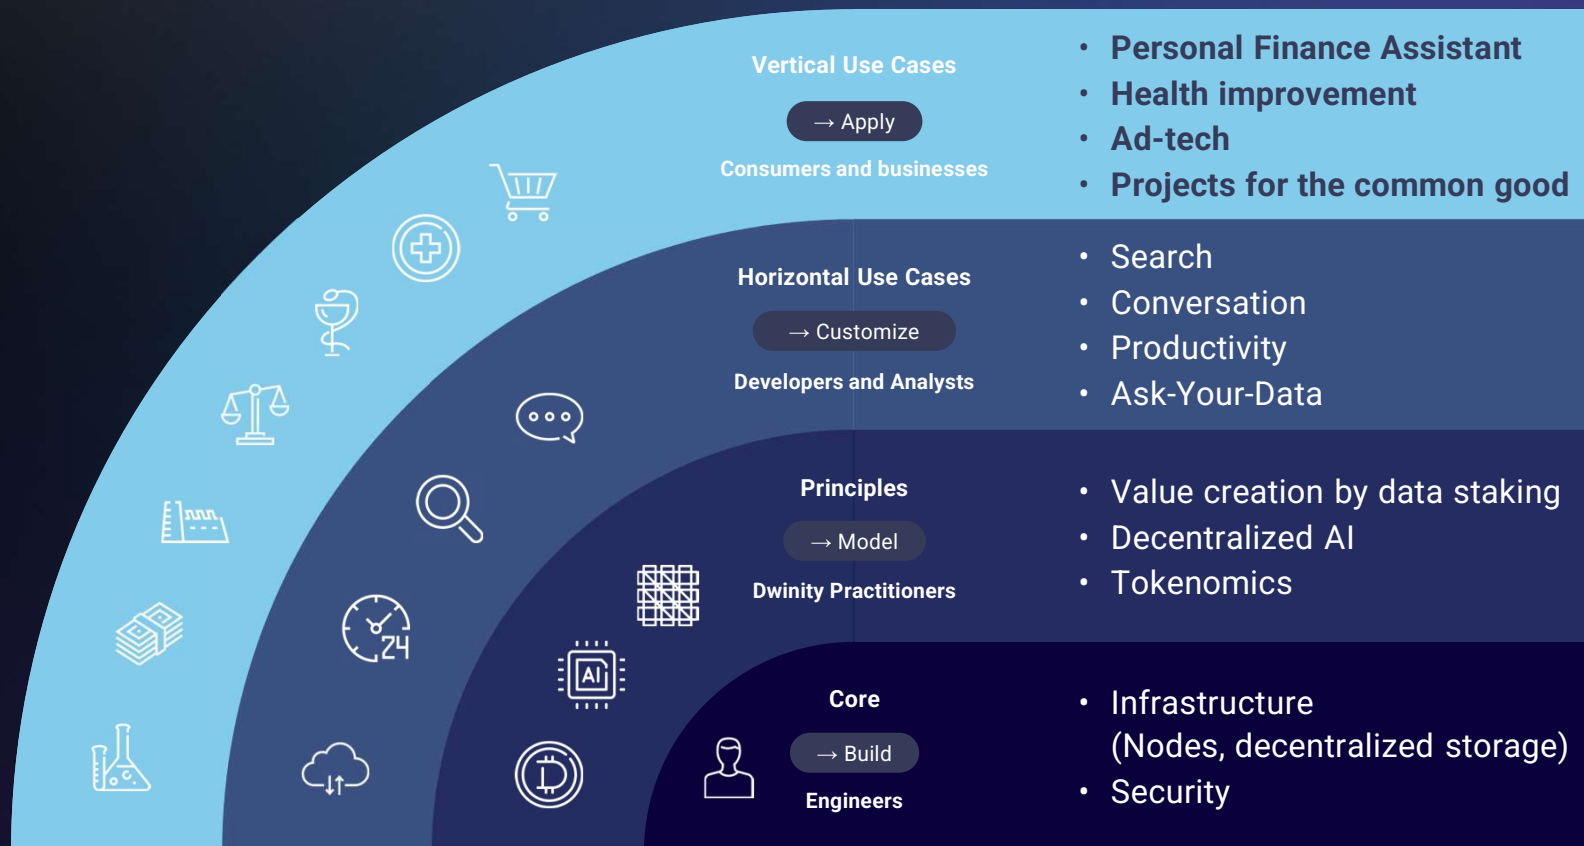 Vertical Use Cases
→ Apply
Consumers and businesses
• Personal Finance Assistant
• Health improvement
• Ad-tech
• Projects for the common good
Horizontal Use Cases
→ Customize
Developers and Analysts
• Search
• Conversation
• Productivity
• Ask-Your-Data
24
Principles
→ Model
Dwinity Practitioners
• Value creation by data staking
• Decentralized AI
• Tokenomics
AI
Core
→ Build
Engineers
• Infrastructure
(Nodes, decentralized storage)
• Security